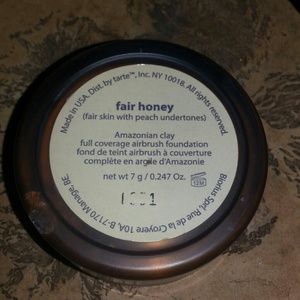 Made in USA. Dist. by tarte™, Inc. NY 10018. All rights reserved.
fair honey
(fair skin with peach undertones)
Amazonian clay
full coverage airbrush foundation
fond de teint airbrush à couverture
complète en argile d'Amazonie
net wt 7 g / 0.247 Oz.
12M
Biorius Sprl, Rue de la Croyere 10A, B-7170 Manage, BE.